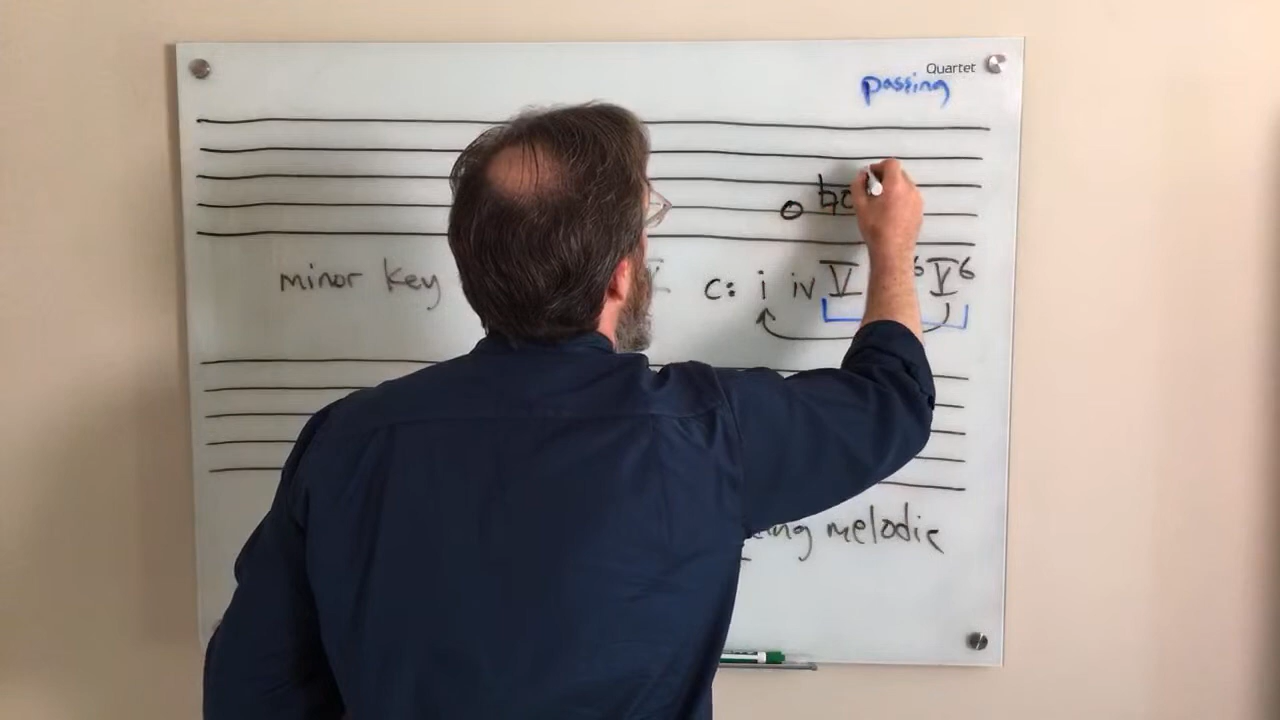 Quartet
passing
minor key
c: i iv V 6 V6
melodic